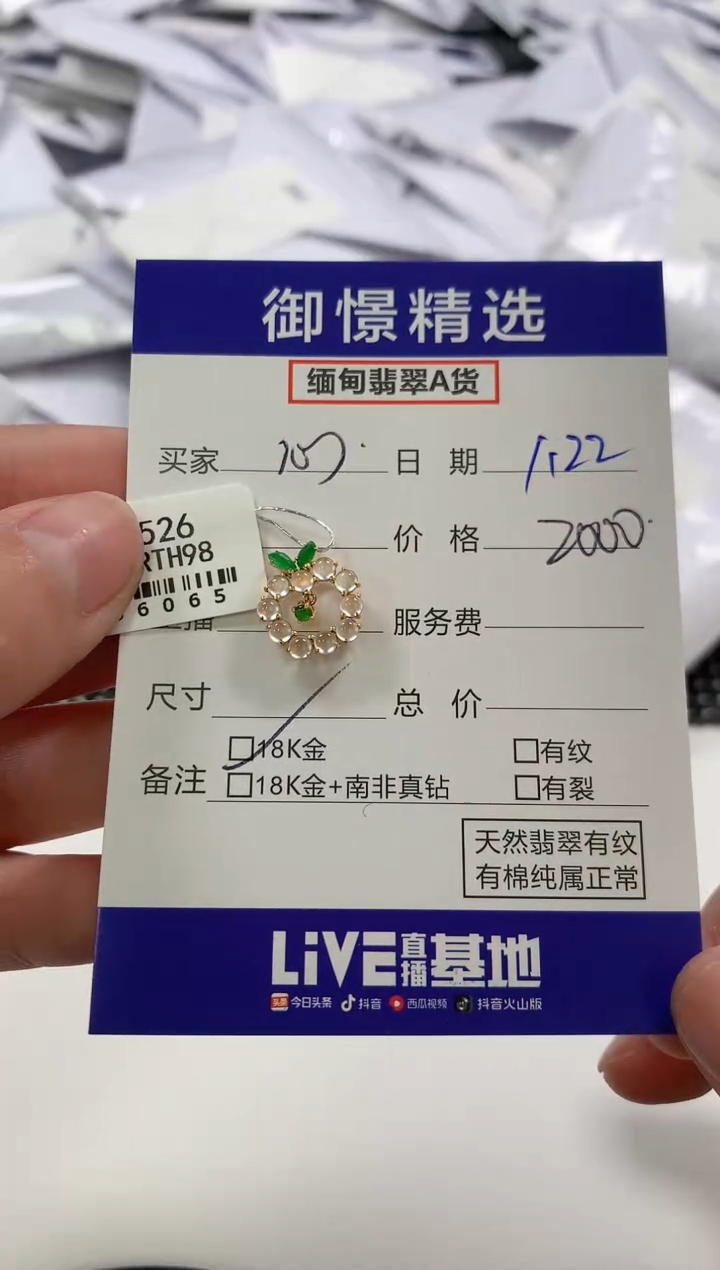 御憬精选
缅甸翡翠A货
买家 日期 1.22
526
RTH98
6065
价格 2000.
服务费
尺寸 总价
备注
18K金 有纹
18K金+南非真钻 有裂
天然翡翠有纹
有棉纯属正常
LiVE直播基地
头条 今日头条 抖音 西瓜视频 抖音火山版